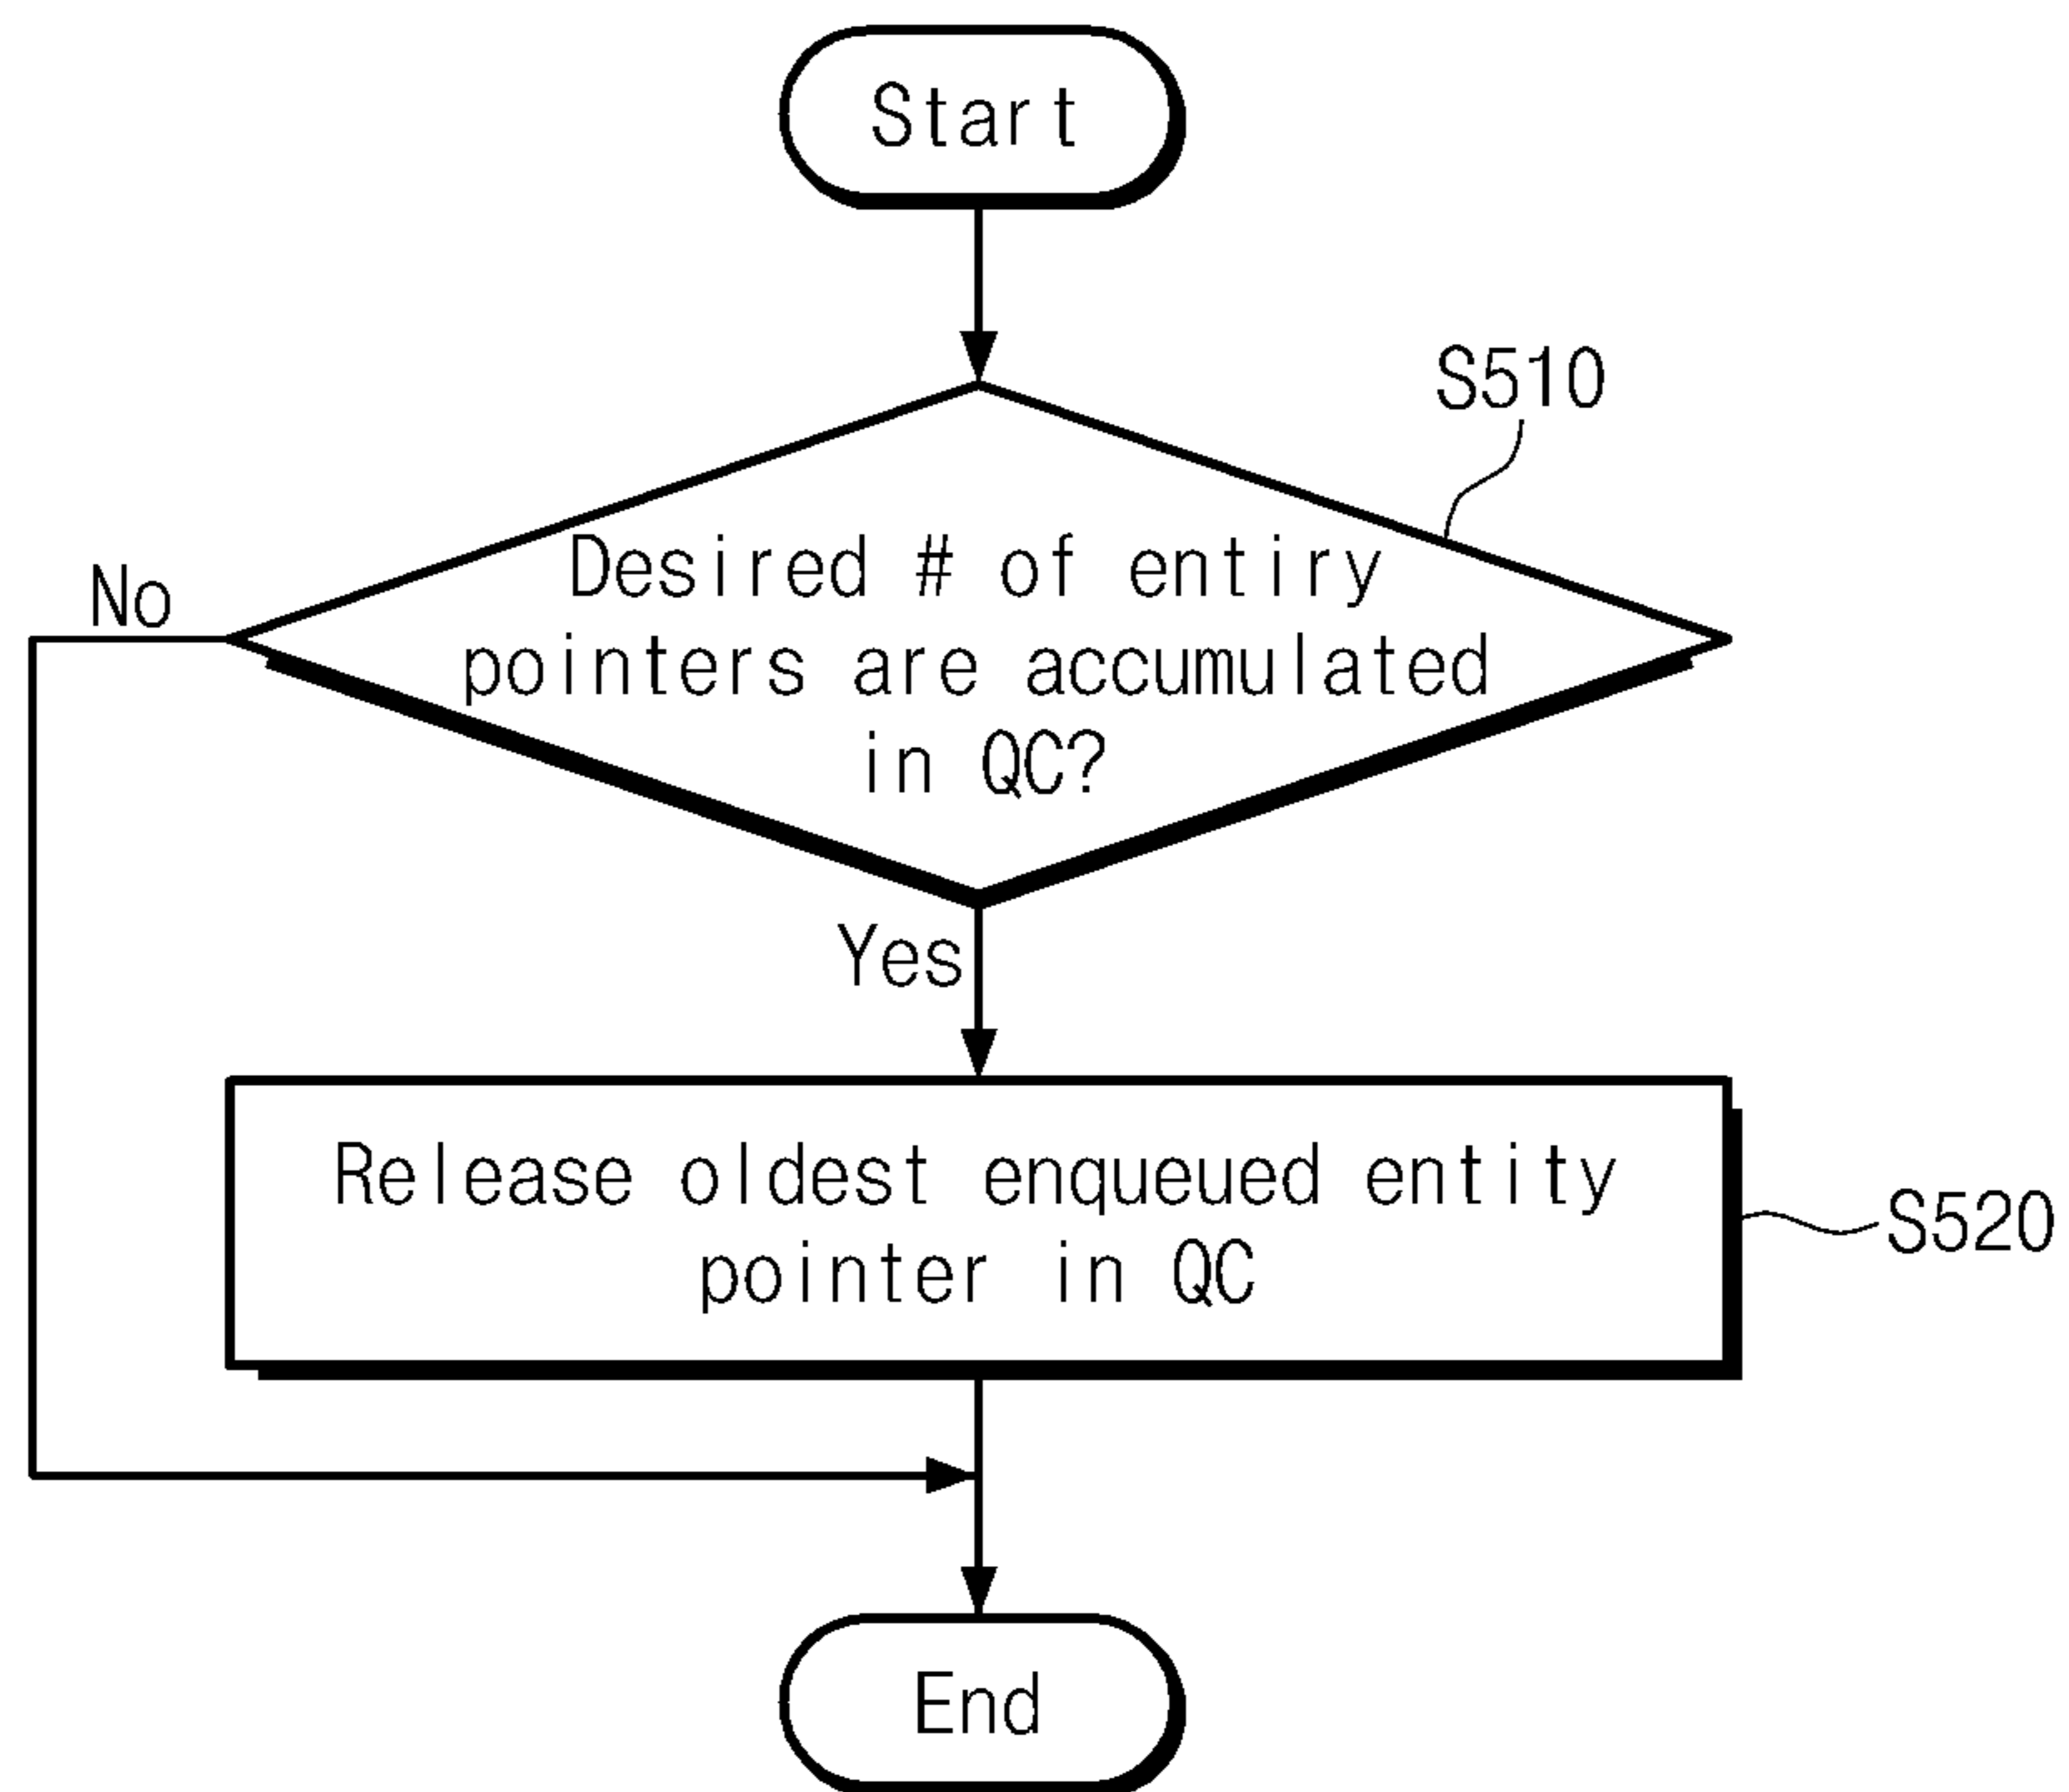 Start
S510
Desired # of entiry
pointers are accumulated
in QC?
No
Yes
Release oldest enqueued entity
pointer in QC
S520
End